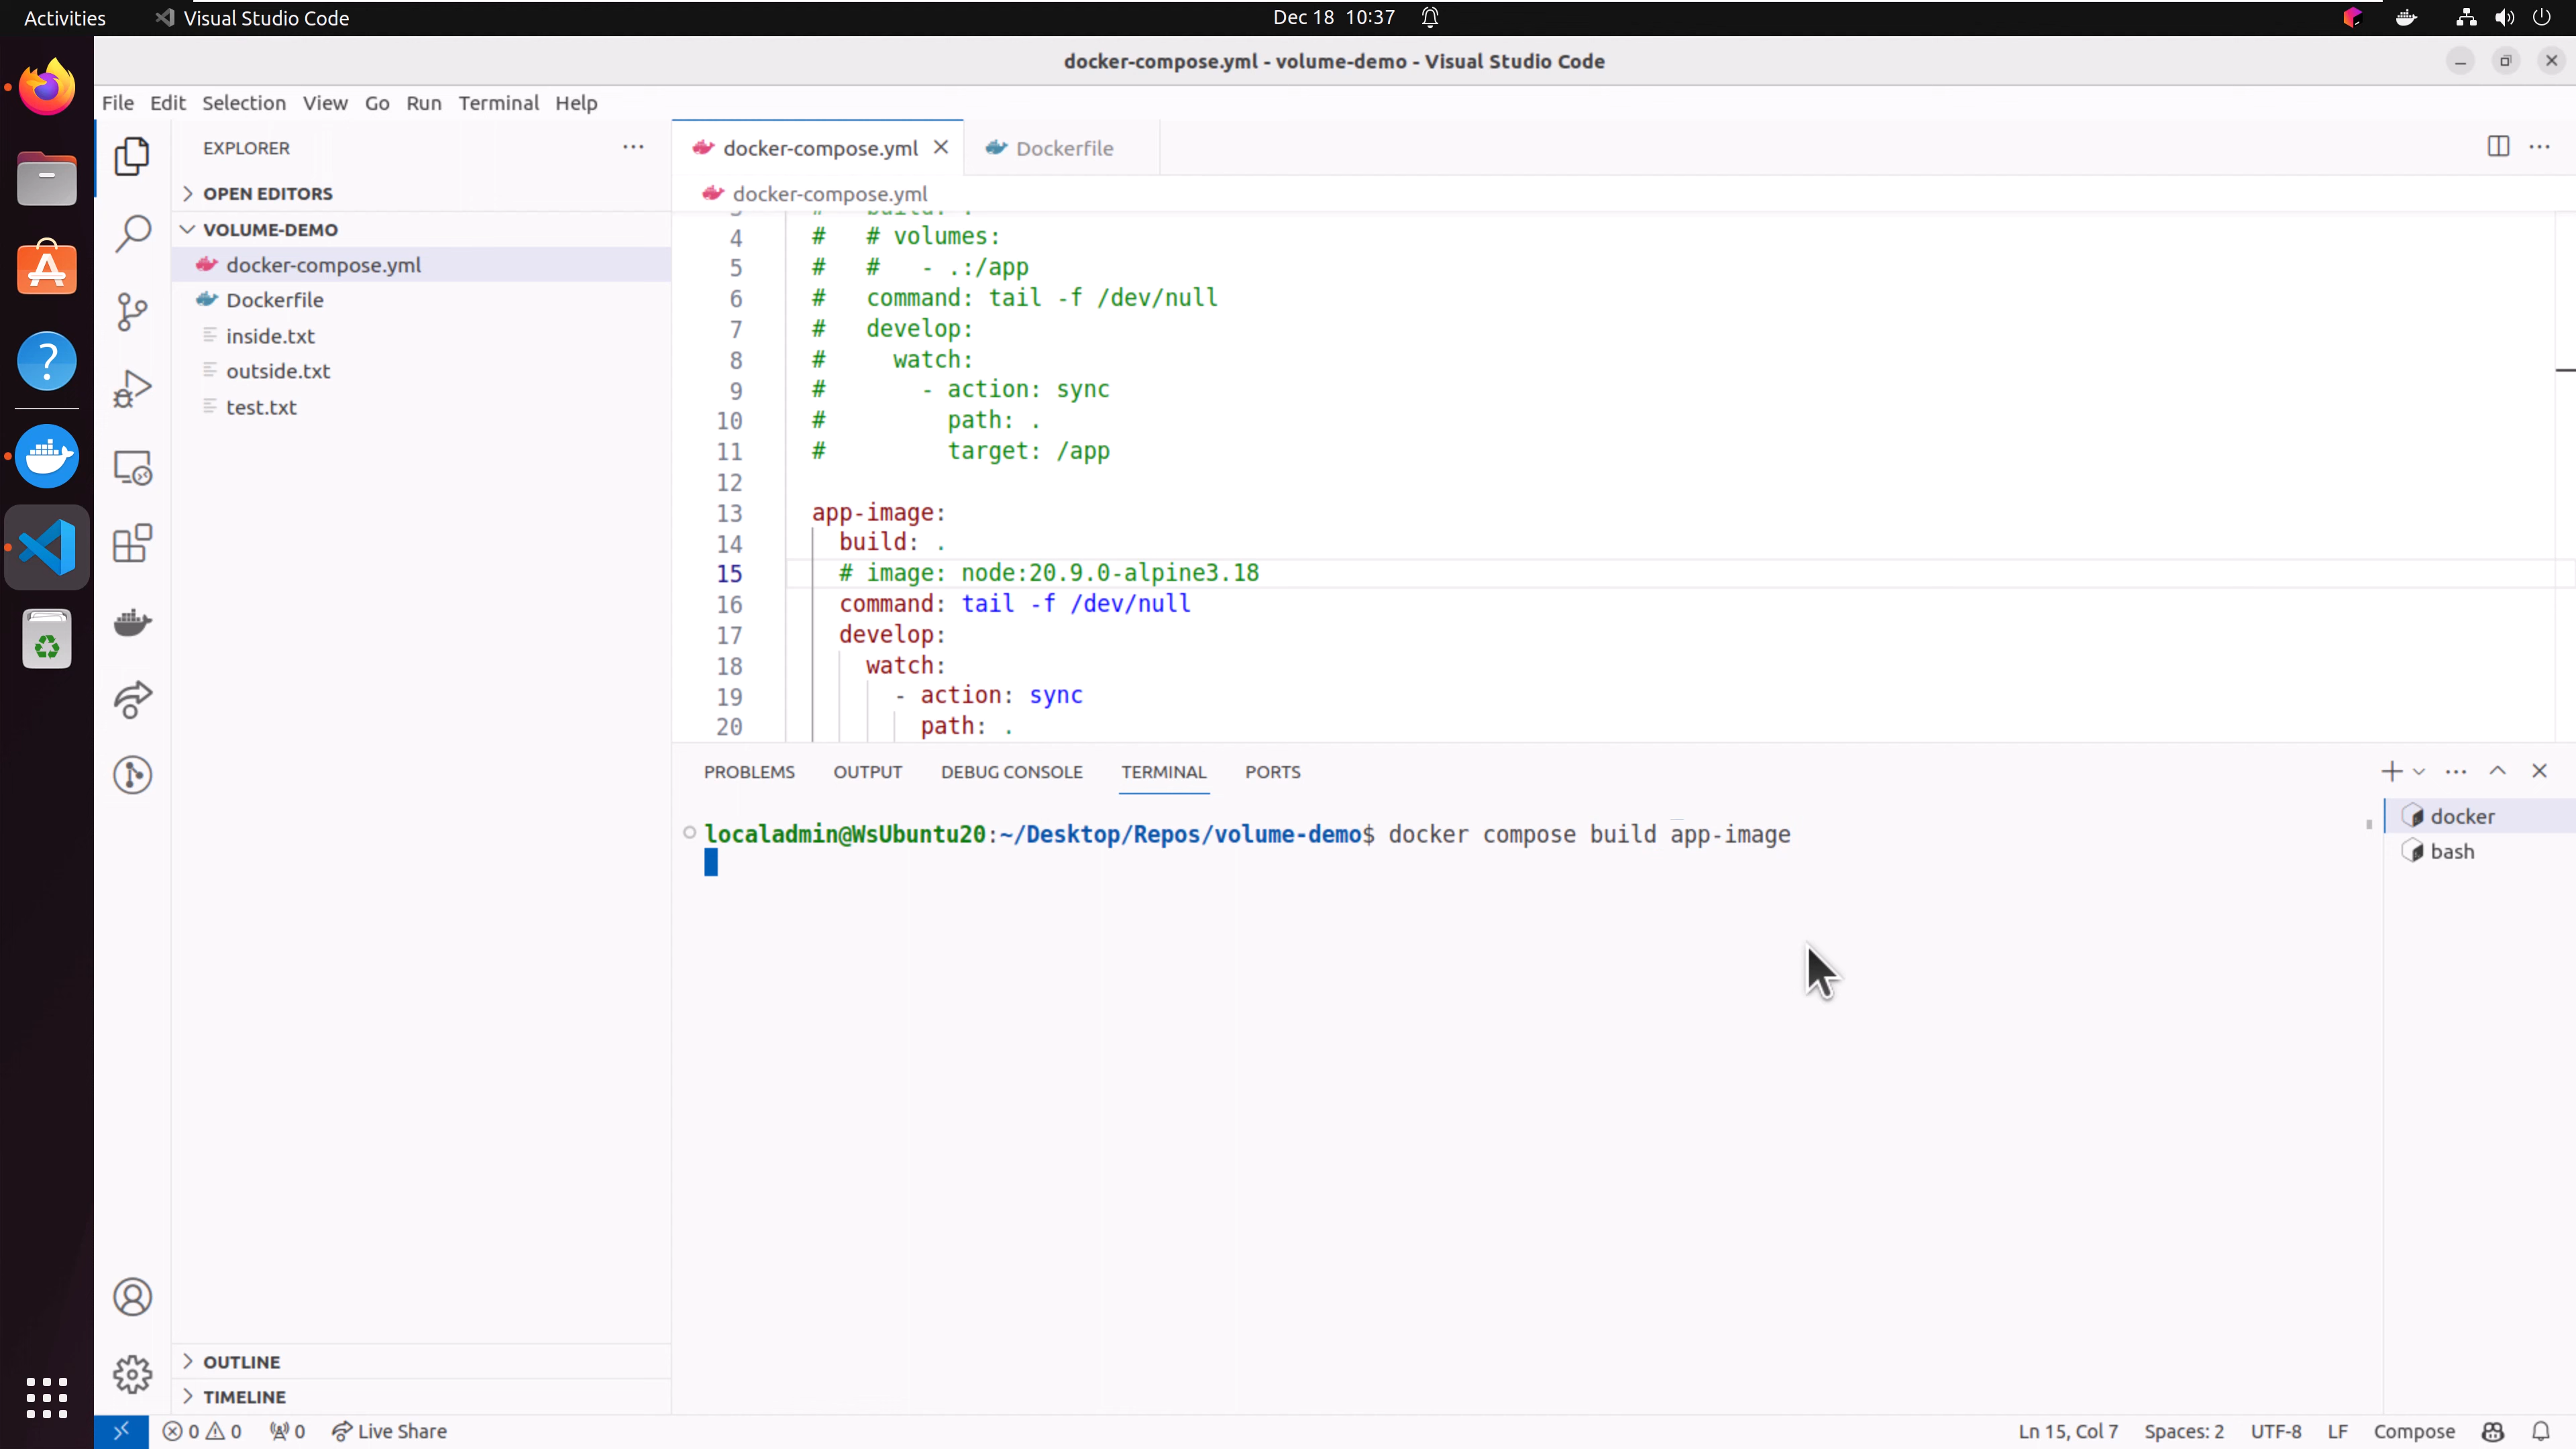 Activities Visual Studio Code Dec 18 10:37
docker-compose.yml - volume-demo - Visual Studio Code
File Edit Selection View Go Run Terminal Help
EXPLORER
OPEN EDITORS
VOLUME-DEMO
docker-compose.yml
Dockerfile
inside.txt
outside.txt
test.txt
OUTLINE
TIMELINE
docker-compose.yml Dockerfile
docker-compose.yml
4 # # volumes:
5 # # - .:/app
6 # command: tail -f /dev/null
7 # develop:
8 # watch:
9 # - action: sync
10 # path: .
11 # target: /app
12
13 app-image:
14 build: .
15 # image: node:20.9.0-alpine3.18
16 command: tail -f /dev/null
17 develop:
18 watch:
19 - action: sync
20 path: .
PROBLEMS OUTPUT DEBUG CONSOLE TERMINAL PORTS
localadmin@WsUbuntu20:~/Desktop/Repos/volume-demo$ docker compose build app-image
docker
bash
0 0 0 Live Share Ln 15, Col 7 Spaces: 2 UTF-8 LF Compose